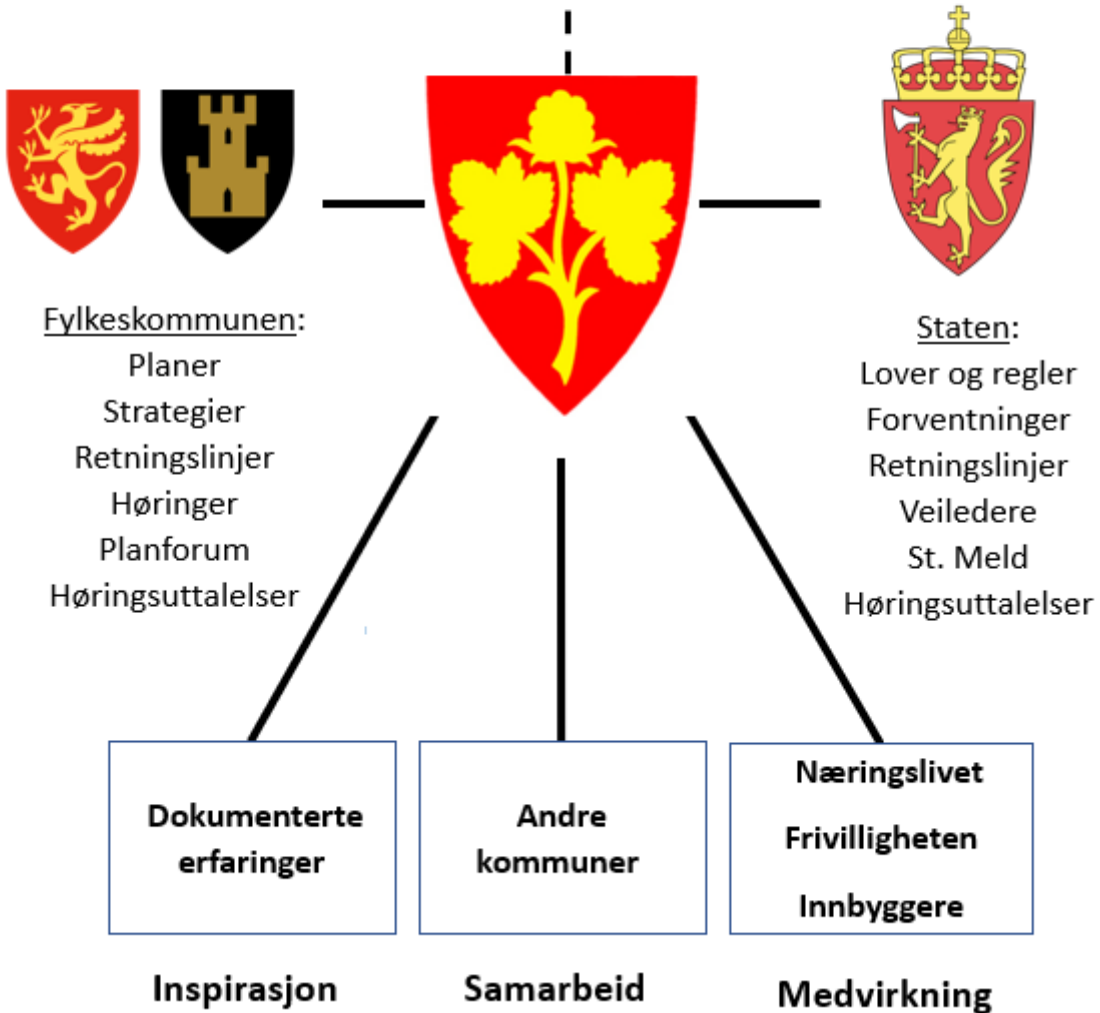 Fylkeskommunen:
Planer
Strategier
Retningslinjer
Høringer
Planforum
Høringsuttalelser
Staten:
Lover og regler
Forventninger
Retningslinjer
Veiledere
St. Meld
Høringsuttalelser
Dokumenterte
erfaringer
Inspirasjon
Andre
kommuner
Samarbeid
Næringslivet
Frivilligheten
Innbyggere
Medvirkning